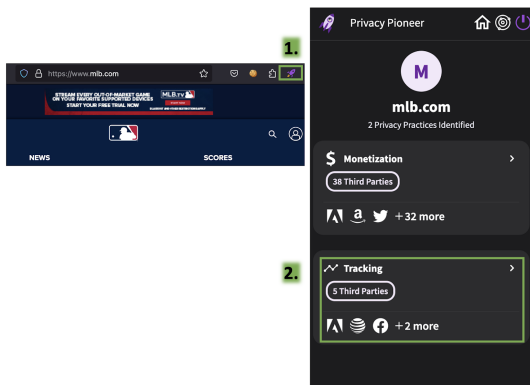 1.
https://www.mlb.com
STREAM EVERY OUT-OF-MARKET GAME
ON YOUR FAVORITE SUPPORTED DEVICES
START YOUR FREE TRIAL NOW
MLB.TV
NEWS
SCORES
Privacy Pioneer
M
mlb.com
2 Privacy Practices Identified
$ Monetization
38 Third Parties
a
+32 more
2.
Tracking
5 Third Parties
+2 more